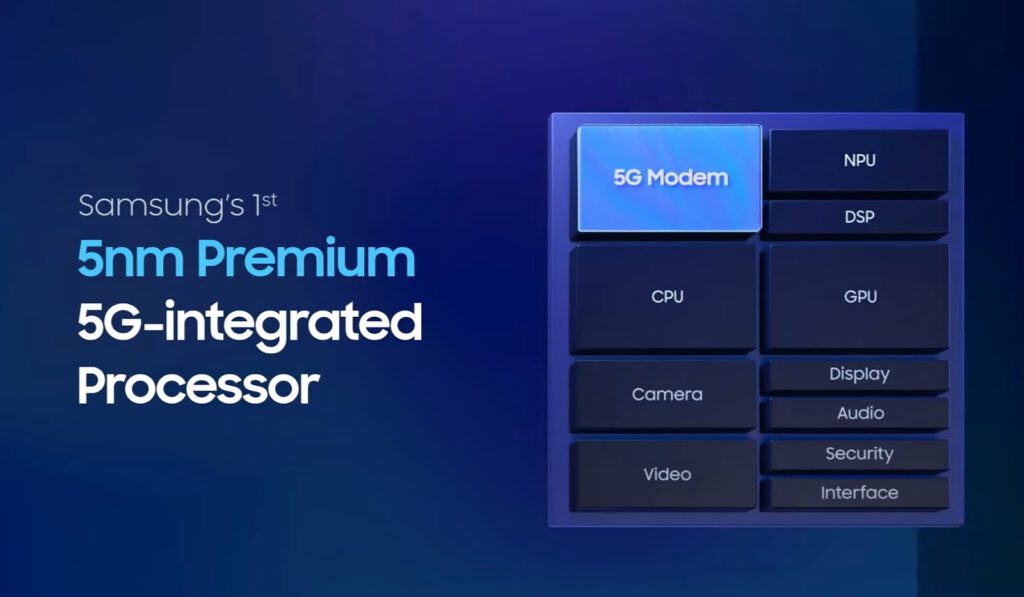 Samsung's 1st
5nm Premium
5G-integrated
Processor
5G Modem
NPU
DSP
CPU
GPU
Camera
Display
Audio
Video
Security
Interface